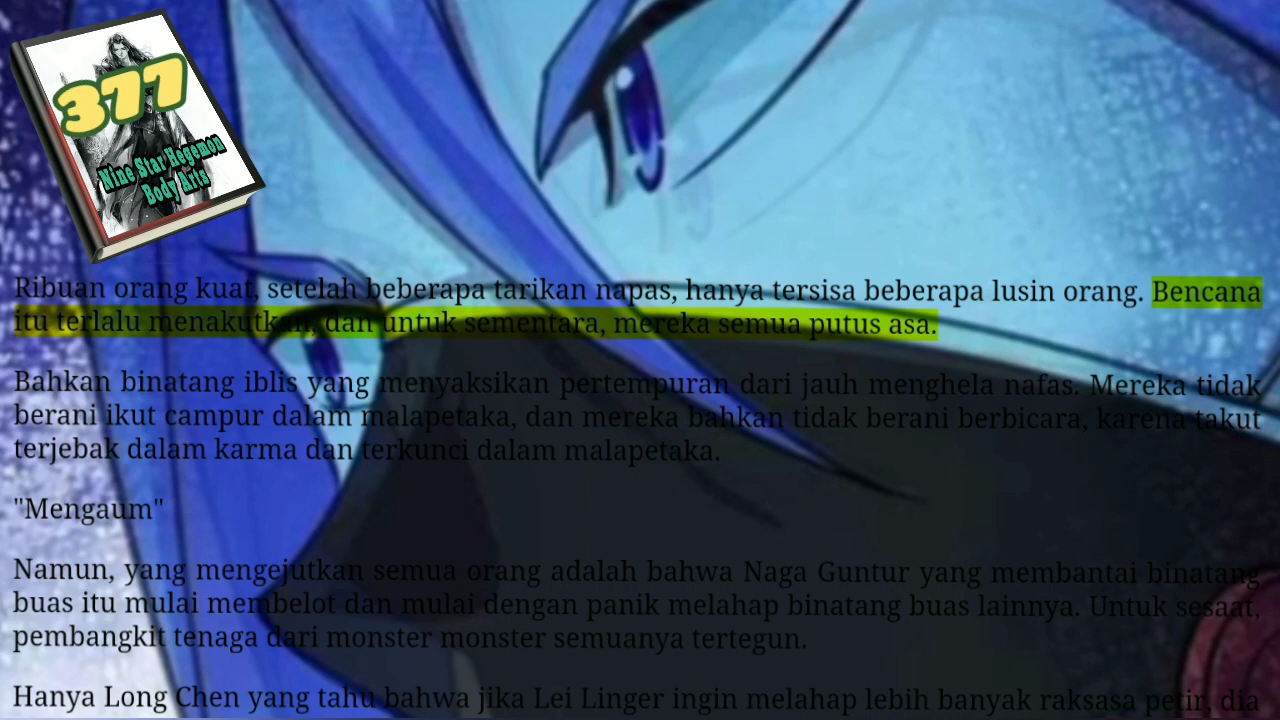 377
Nine Star Hegemon
Body Arts
Ribuan orang kuat, setelah beberapa tarikan napas, hanya tersisa beberapa lusin orang. Bencana
itu terlalu menakutkan, dan untuk sementara, mereka semua putus asa.
Bahkan binatang iblis yang menyaksikan pertempuran dari jauh menghela nafas. Mereka tidak
berani ikut campur dalam malapetaka, dan mereka bahkan tidak berani berbicara, karena takut
terjebak dalam karma dan terkunci dalam malapetaka.
"Mengaum"
Namun, yang mengejutkan semua orang adalah bahwa Naga Guntur yang membantai binatang
buas itu mulai membelot dan mulai dengan panik melahap binatang buas lainnya. Untuk sesaat,
pembangkit tenaga dari monster monster semuanya tertegun.
Hanya Long Chen yang tahu bahwa jika Lei Linger ingin melahap lebih banyak raksasa petir, dia